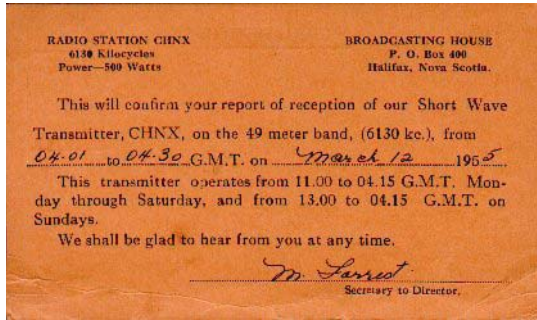 RADIO STATION CHNX
6130 Kilocycles
Power—500 Watts
BROADCASTING HOUSE
P. O. Box 400
Halifax, Nova Scotia.
This will confirm your report of reception of our Short Wave
Transmitter, CHNX, on the 49 meter band, (6130 kc.), from
04.01 to 04.30 G.M.T. on March 12 1965
This transmitter operates from 11.00 to 04.15 G.M.T. Mon-
day through Saturday, and from 13.00 to 04.15 G.M.T. on
Sundays.
We shall be glad to hear from you at any time.
M. Forrest
Secretary to Director.